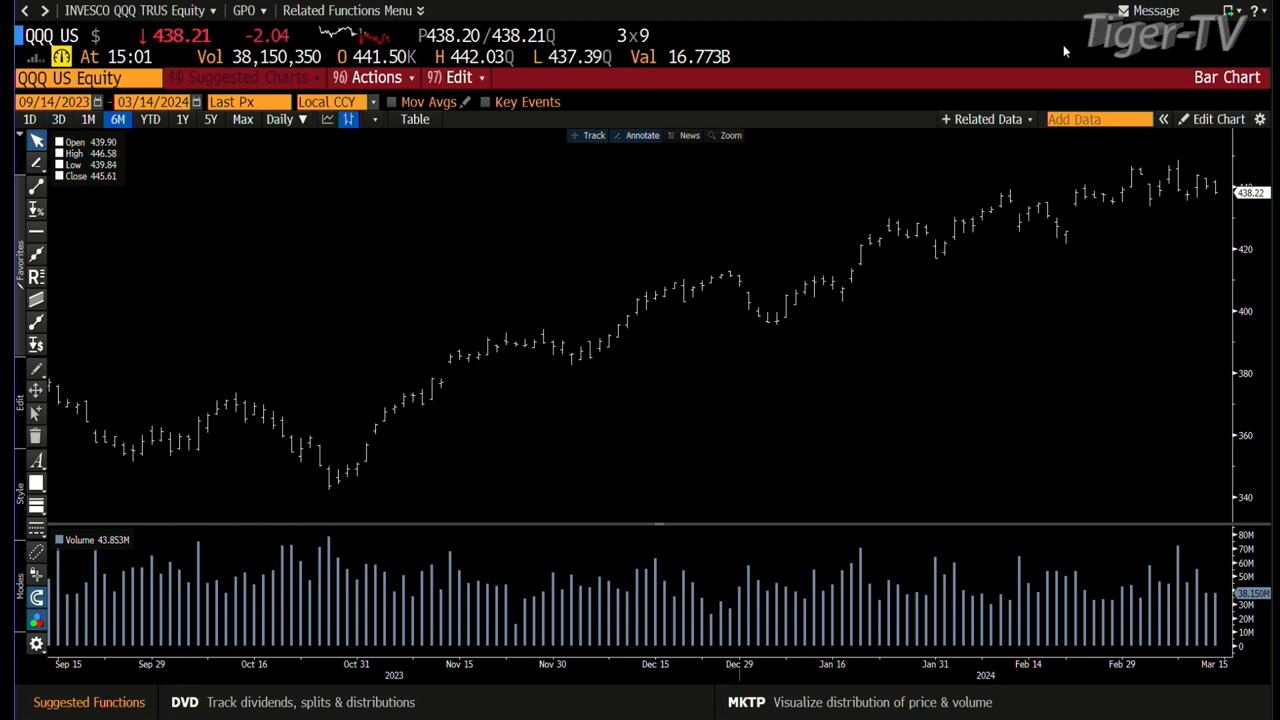 INVESCO QQQ TRUS Equity GPO Related Functions Menu Message ?
Tiger-TV
QQQ US $ ↓ 438.21 -2.04 P438.20/438.21Q 3x9
At 15:01 Vol 38,150,350 O 441.50K H 442.03Q L 437.39Q Val 16.773B
QQQ US Equity 94) Suggested Charts 96) Actions 97) Edit Bar Chart
09/14/2023 - 03/14/2024 Last Px Local CCY Mov Avgs Key Events
1D 3D 1M 6M YTD 1Y 5Y Max Daily Table + Related Data Add Data « Edit Chart
Track Annotate News Zoom
Open 439.90
High 446.58
Low 439.84
Close 445.61
438.22
420
400
380
360
340
Favorites
Edit
Style
Modes
Volume 43.853M
80M
70M
60M
50M
38.150M
30M
20M
10M
0
Sep 15 Sep 29 Oct 16 Oct 31 Nov 15 Nov 30 Dec 15 Dec 29 Jan 16 Jan 31 Feb 14 Feb 29 Mar 15
2023 2024
Suggested Functions DVD Track dividends, splits & distributions MKTP Visualize distribution of price & volume